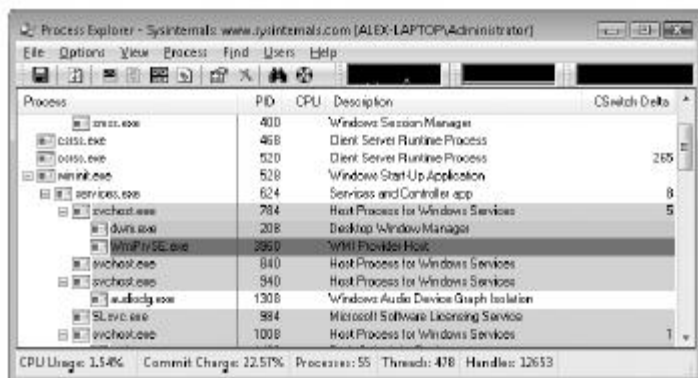 Process Explorer - Sysinternals: www.sysinternals.com [ALEX-LAPTOP\Administrator]
File Options View Process Find Users Help
Process PID CPU Description CSwitch Delta
smss.exe 400 Windows Session Manager
csrss.exe 468 Client Server Runtime Process
csrss.exe 520 Client Server Runtime Process 265
wininit.exe 528 Windows Start-Up Application
services.exe 624 Services and Controller app 8
svchost.exe 784 Host Process for Windows Services 5
dwm.exe 208 Desktop Window Manager
WmiPrvSE.exe 3960 WMI Provider Host
svchost.exe 840 Host Process for Windows Services
svchost.exe 940 Host Process for Windows Services
audiodg.exe 1308 Windows Audio Device Graph Isolation
SLsvc.exe 984 Microsoft Software Licensing Service
svchost.exe 1008 Host Process for Windows Services 1
CPU Usage: 1.54% Commit Charge: 22.57% Processes: 55 Threads: 478 Handles: 12653